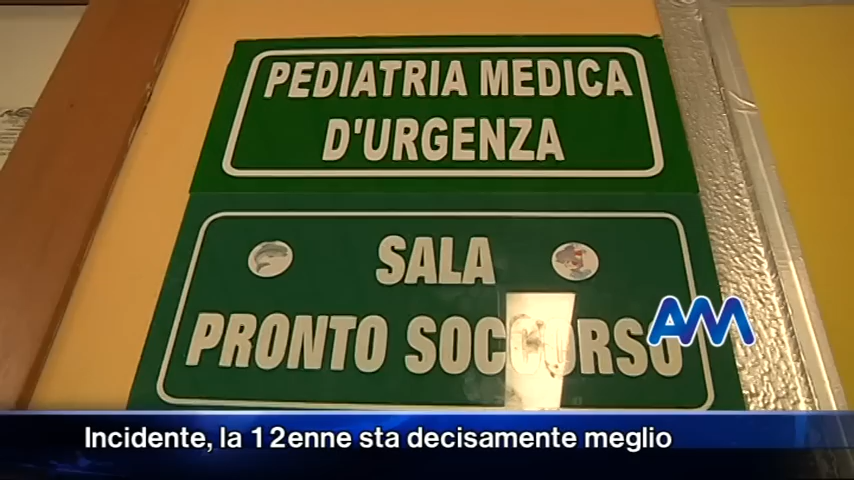 PEDIATRIA MEDICA
D'URGENZA
SALA
PRONTO SOCCORSO
AM
Incidente, la 12enne sta decisamente meglio